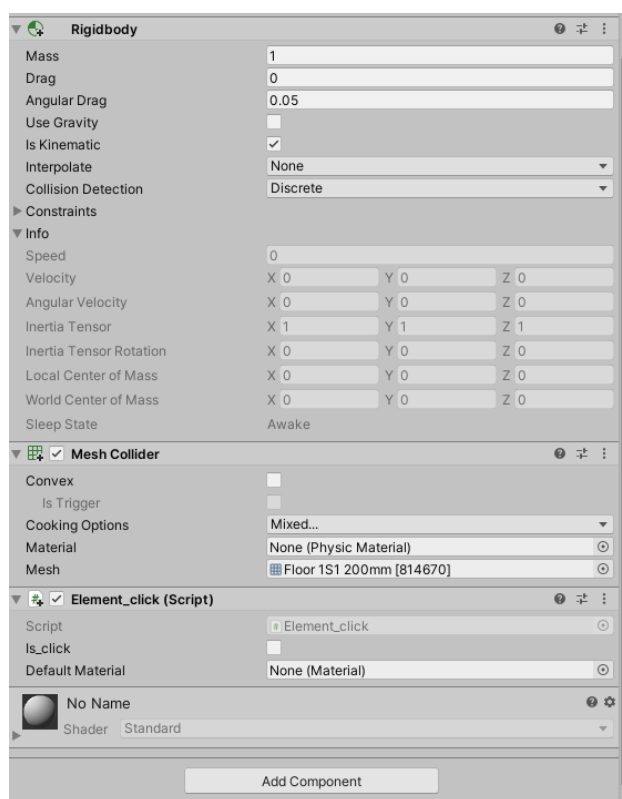 Rigidbody
Mass 1
Drag 0
Angular Drag 0.05
Use Gravity
Is Kinematic
Interpolate None
Collision Detection Discrete
Constraints
Info
Speed 0
Velocity X 0 Y 0 Z 0
Angular Velocity X 0 Y 0 Z 0
Inertia Tensor X 1 Y 1 Z 1
Inertia Tensor Rotation X 0 Y 0 Z 0
Local Center of Mass X 0 Y 0 Z 0
World Center of Mass X 0 Y 0 Z 0
Sleep State Awake
Mesh Collider
Convex
Is Trigger
Cooking Options Mixed...
Material None (Physic Material)
Mesh Floor 1S1 200mm [814670]
# Element_click (Script)
Script # Element_click
Is_click
Default Material None (Material)
No Name
Shader Standard
Add Component